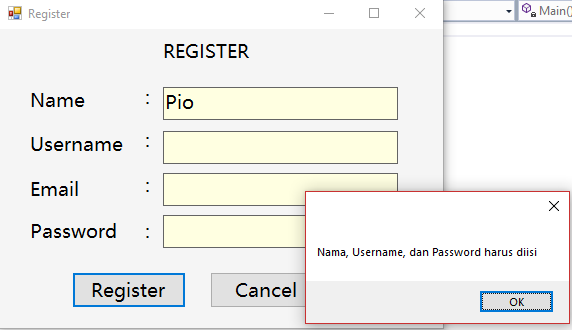 Register
Main()
REGISTER
Name : Pio
Username :
Email :
Password :
Nama, Username, dan Password harus diisi
Register
Cancel
OK